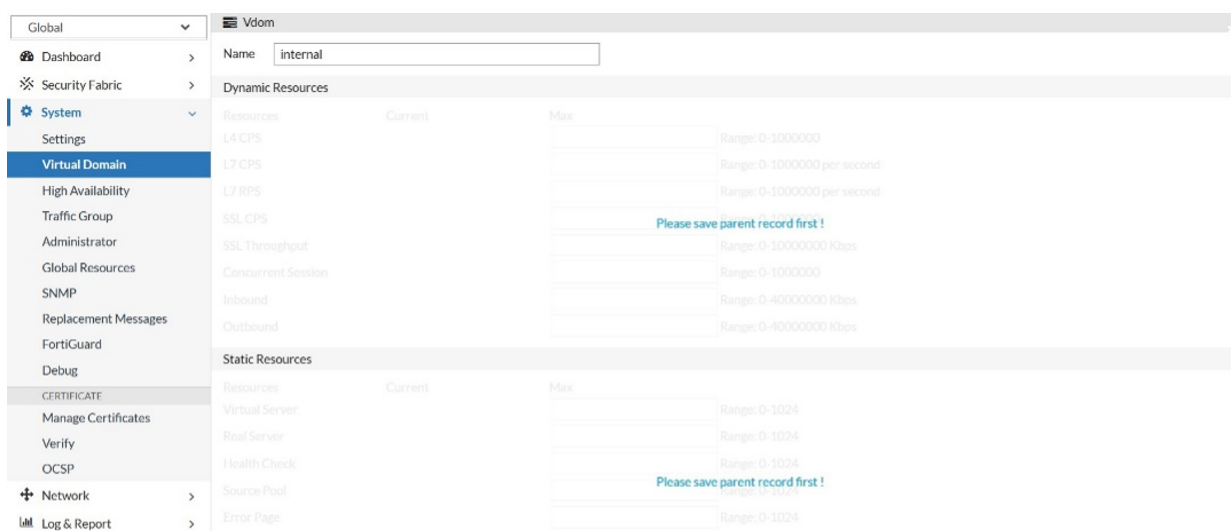 Global
Dashboard
Security Fabric
System
Settings
Virtual Domain
High Availability
Traffic Group
Administrator
Global Resources
SNMP
Replacement Messages
FortiGuard
Debug
CERTIFICATE
Manage Certificates
Verify
OCSP
Network
Log & Report
Vdom
Name internal
Dynamic Resources
Resources Current Max
L4 CPS Range: 0-1000000
L7 CPS Range: 0-1000000 per second
L7 RPS Range: 0-1000000 per second
SSL CPS
Please save parent record first !
SSL Throughput Range: 0-10000000 Kbps
Concurrent Session Range: 0-1000000
Inbound Range: 0-40000000 Kbps
Outbound Range: 0-40000000 Kbps
Static Resources
Resources Current Max
Virtual Server Range: 0-1024
Real Server Range: 0-1024
Health Check Range: 0-1024
Please save parent record first !
Source Pool Range: 0-1024
Error Page Range: 0-1024